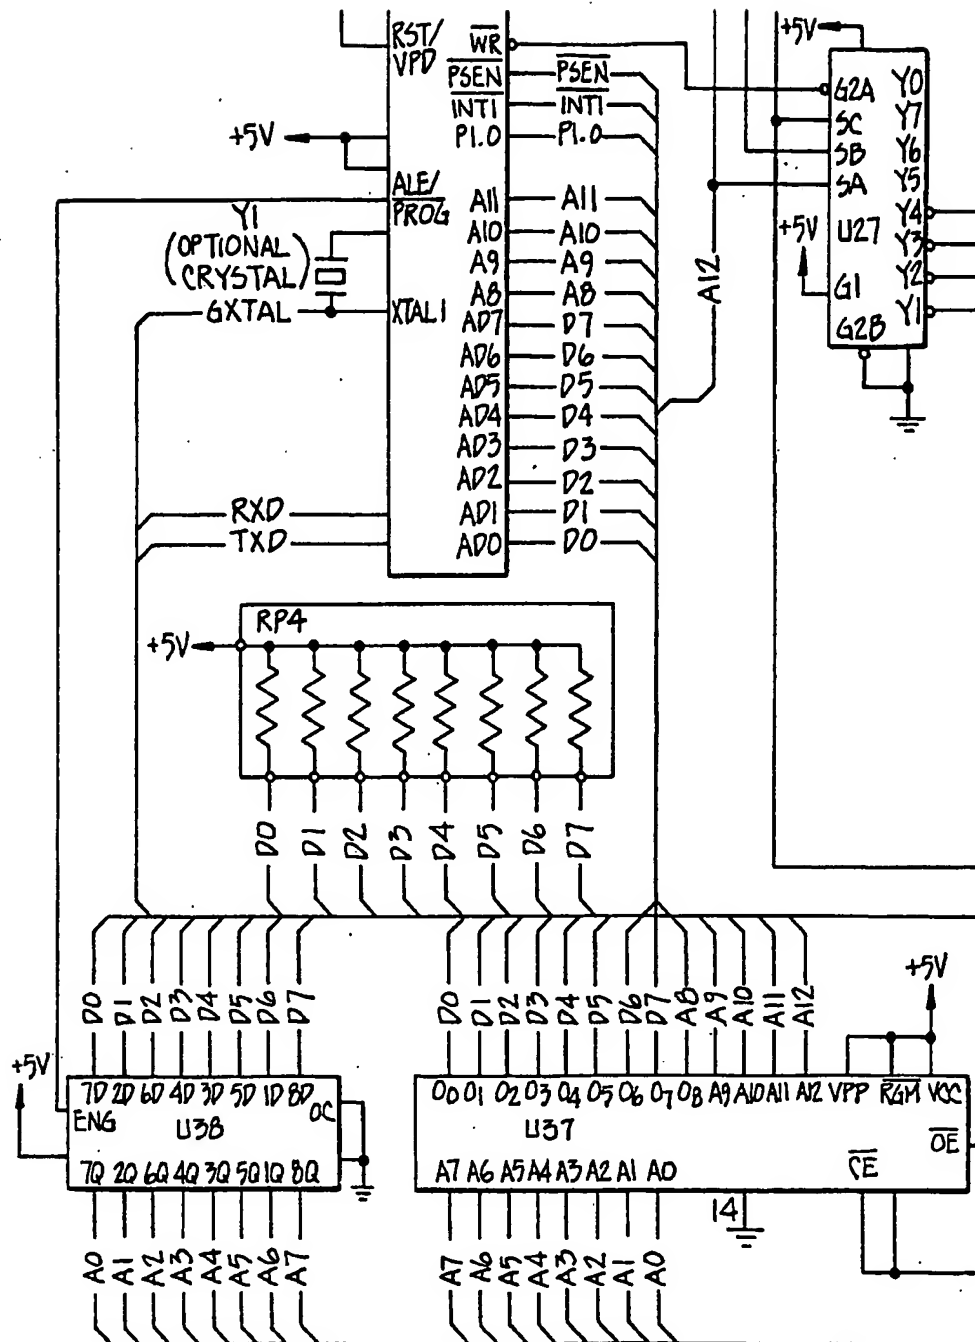 RST/
VPD
WR
PSEN PSEN
INT1 INT1
P1.0 P1.0
+5V
ALE/
PROG
Y1
(OPTIONAL
CRYSTAL)
GXTAL
XTAL1
A11 A11
A10 A10
A9 A9
A8 A8
AD7 D7
AD6 D6
AD5 D5
AD4 D4
AD3 D3
AD2 D2
AD1 D1
AD0 D0
RXD
TXD
A12
+5V
G2A Y0
SC Y7
SB Y6
SA Y5
Y4
+5V U27 Y3
Y2
G1 Y1
G2B
RP4
+5V
D0 D1 D2 D3 D4 D5 D6 D7
D0 D1 D2 D3 D4 D5 D6 D7
+5V
7D 2D 6D 4D 3D 5D 1D 8D
ENG OC
U38
7Q 2Q 6Q 4Q 3Q 5Q 1Q 8Q
A0 A1 A2 A3 A4 A5 A6 A7
D0 D1 D2 D3 D4 D5 D6 D7 A8 A9 A10 A11 A12
+5V
O0 O1 O2 O3 O4 O5 O6 O7 O8 A9 A10 A11 A12 VPP RGM VCC
U37
OE
A7 A6 A5 A4 A3 A2 A1 A0 CE
14
A7 A6 A5 A4 A3 A2 A1 A0